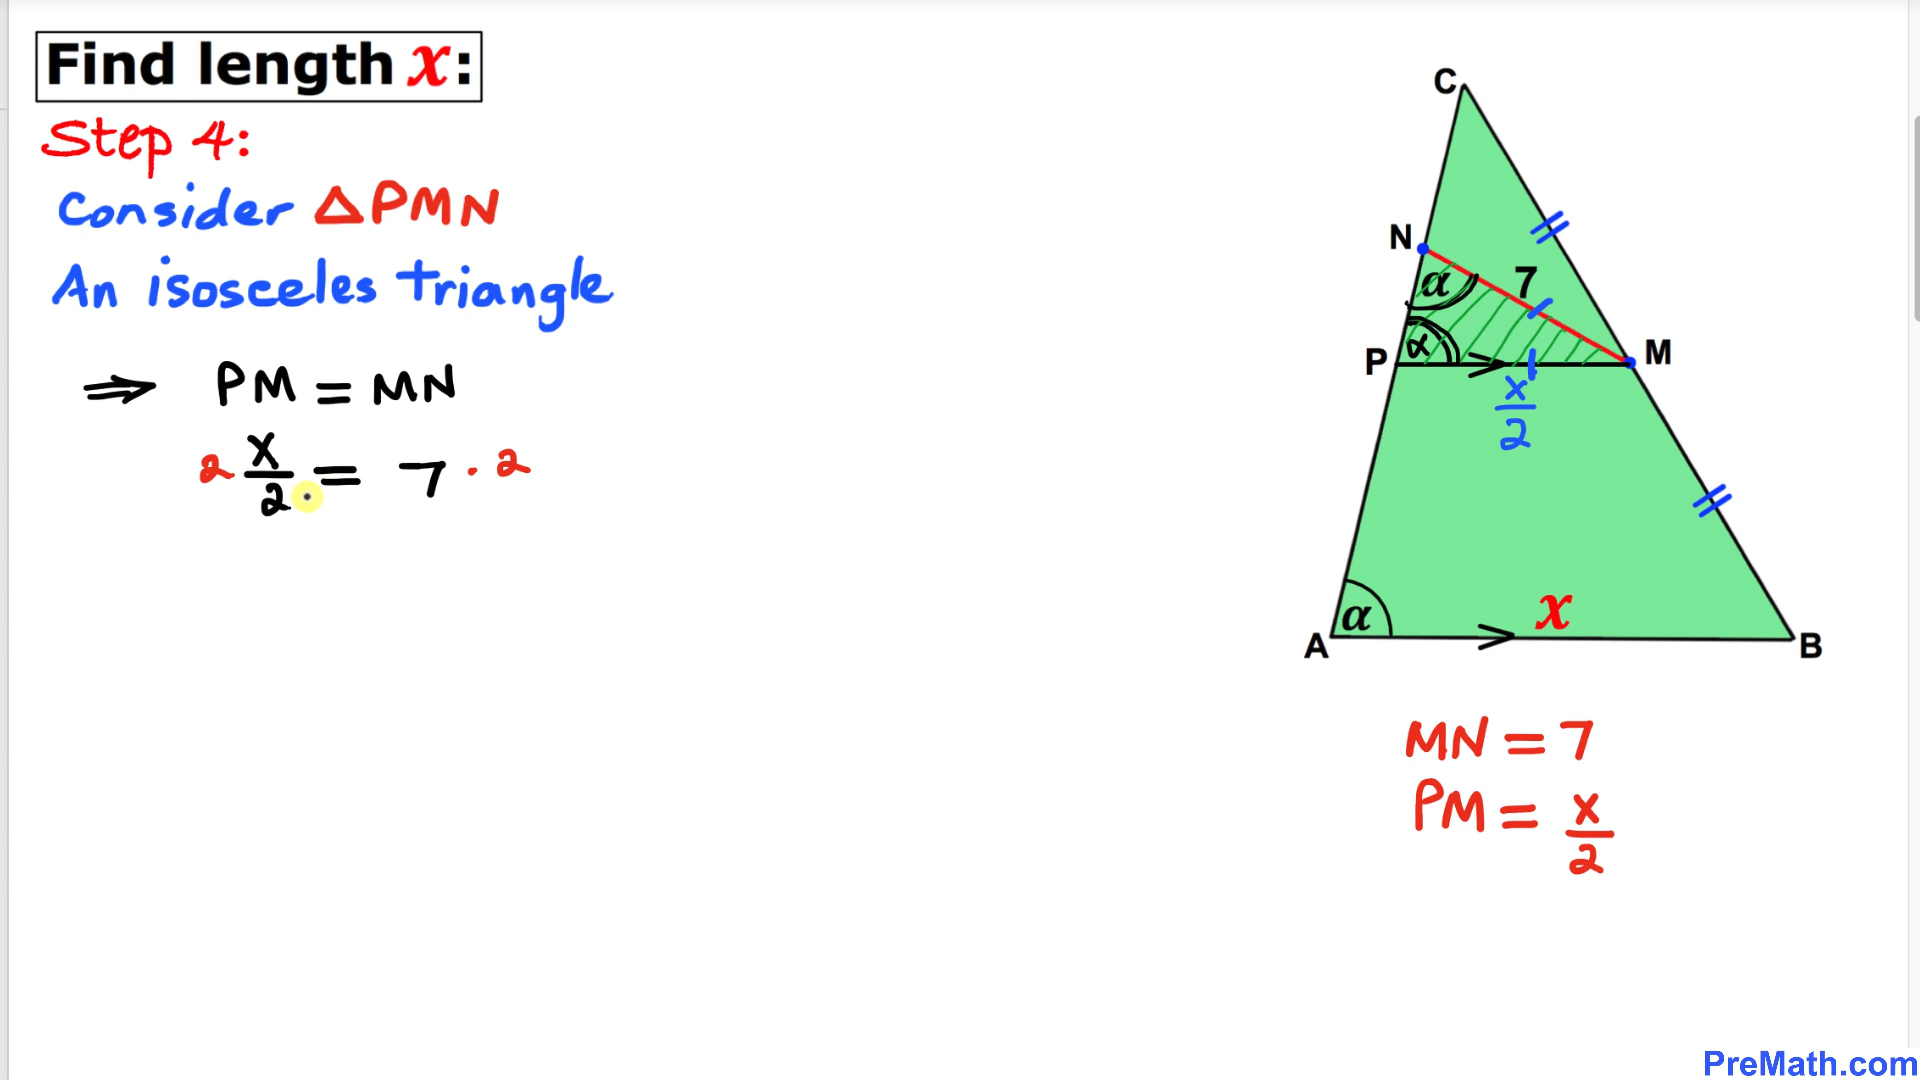 Find length x:
Step 4:
Consider △PMN
An isosceles triangle
⇒ PM = MN
2 x/2 = 7 · 2
C
N
α
7
P
α
M
x/2
α
x
A
B
MN = 7
PM = x/2
PreMath.com